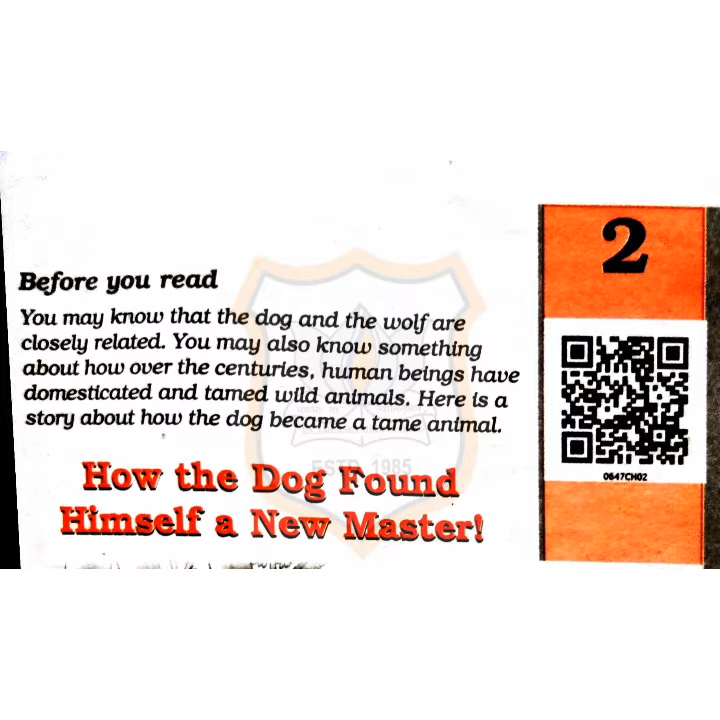 2
Before you read
You may know that the dog and the wolf are
closely related. You may also know something
about how over the centuries, human beings have
domesticated and tamed wild animals. Here is a
story about how the dog became a tame animal.
How the Dog Found
Himself a New Master!
0647CH02
ESTD 1985